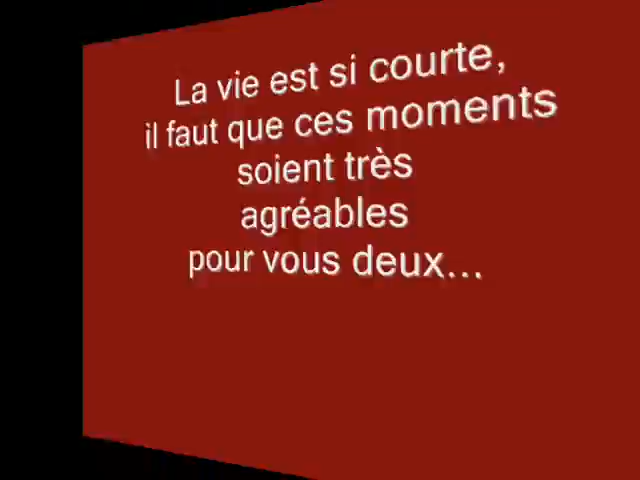 La vie est si courte,
il faut que ces moments
soient très
agréables
pour vous deux...